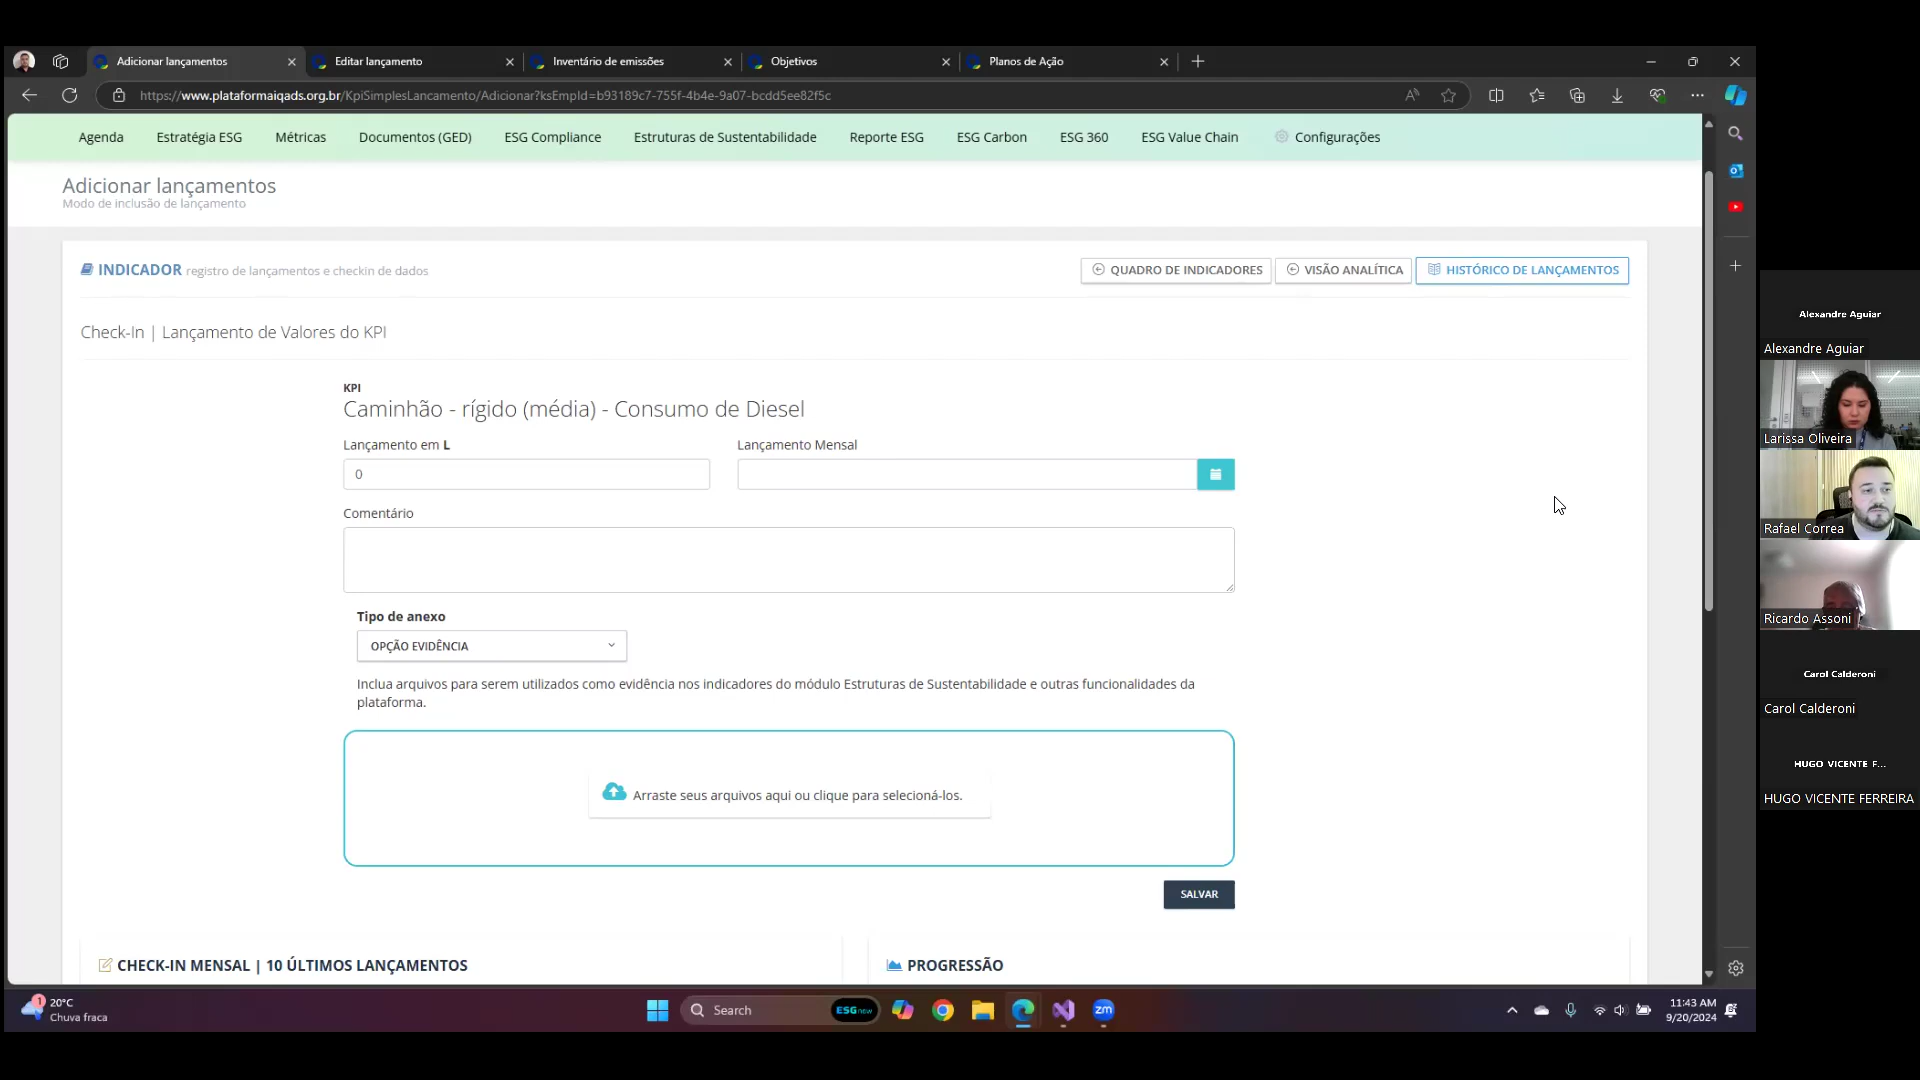 Adicionar lançamentos
Editar lançamento
Inventário de emissões
Objetivos
Planos de Ação
https://www.plataformaiqads.org.br/KpiSimplesLancamento/Adicionar?ksEmpId=b93189c7-755f-4b4e-9a07-bcdd5ee82f5c
Agenda
Estratégia ESG
Métricas
Documentos (GED)
ESG Compliance
Estruturas de Sustentabilidade
Reporte ESG
ESG Carbon
ESG 360
ESG Value Chain
Configurações
Adicionar lançamentos
Modo de inclusão de lançamento
INDICADOR registro de lançamentos e checkin de dados
QUADRO DE INDICADORES
VISÃO ANALÍTICA
HISTÓRICO DE LANÇAMENTOS
Check-In | Lançamento de Valores do KPI
KPI
Caminhão - rígido (média) - Consumo de Diesel
Lançamento em L
Lançamento Mensal
0
Comentário
Tipo de anexo
OPÇÃO EVIDÊNCIA
Inclua arquivos para serem utilizados como evidência nos indicadores do módulo Estruturas de Sustentabilidade e outras funcionalidades da
plataforma.
Arraste seus arquivos aqui ou clique para selecioná-los.
SALVAR
CHECK-IN MENSAL | 10 ÚLTIMOS LANÇAMENTOS
PROGRESSÃO
Alexandre Aguiar
Alexandre Aguiar
Larissa Oliveira
Rafael Correa
Ricardo Assoni
Carol Calderoni
Carol Calderoni
HUGO VICENTE F...
HUGO VICENTE FERREIRA
1
20°C
Chuva fraca
Search
ESGnow
zm
11:43 AM
9/20/2024